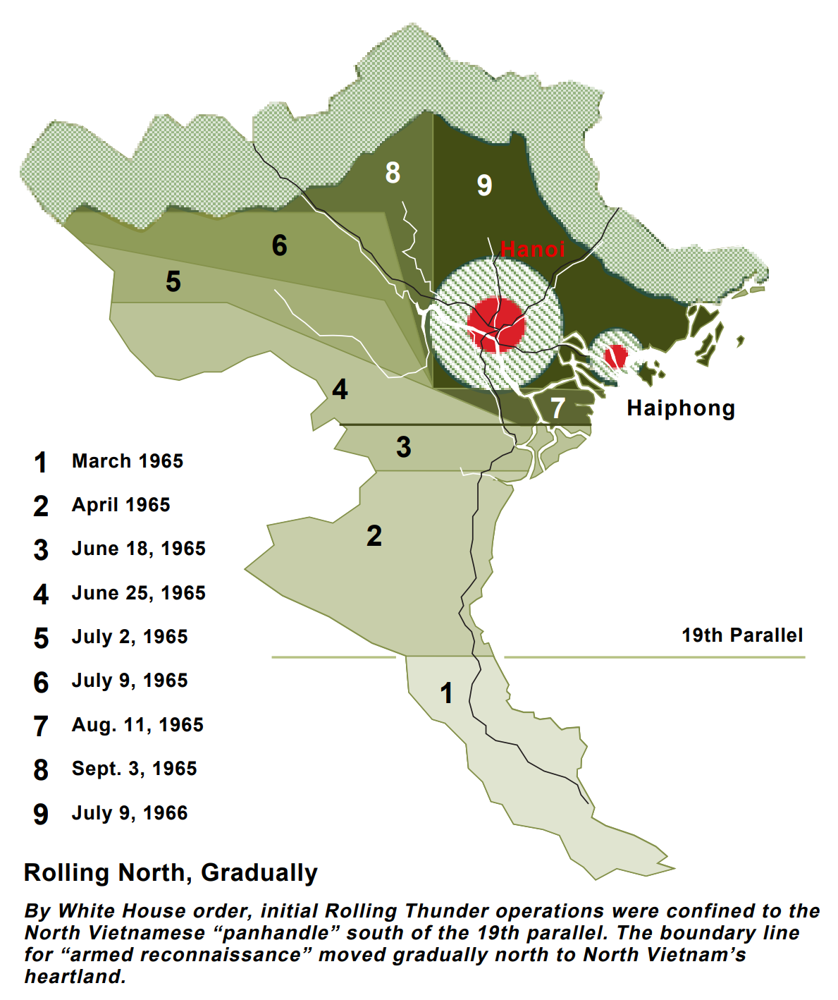 8
9
Hanoi
6
5
4
7
Haiphong
3
1 March 1965
2 April 1965
2
3 June 18, 1965
4 June 25, 1965
5 July 2, 1965
19th Parallel
6 July 9, 1965
1
7 Aug. 11, 1965
8 Sept. 3, 1965
9 July 9, 1966
Rolling North, Gradually
By White House order, initial Rolling Thunder operations were confined to the
North Vietnamese “panhandle” south of the 19th parallel. The boundary line
for “armed reconnaissance” moved gradually north to North Vietnam’s
heartland.